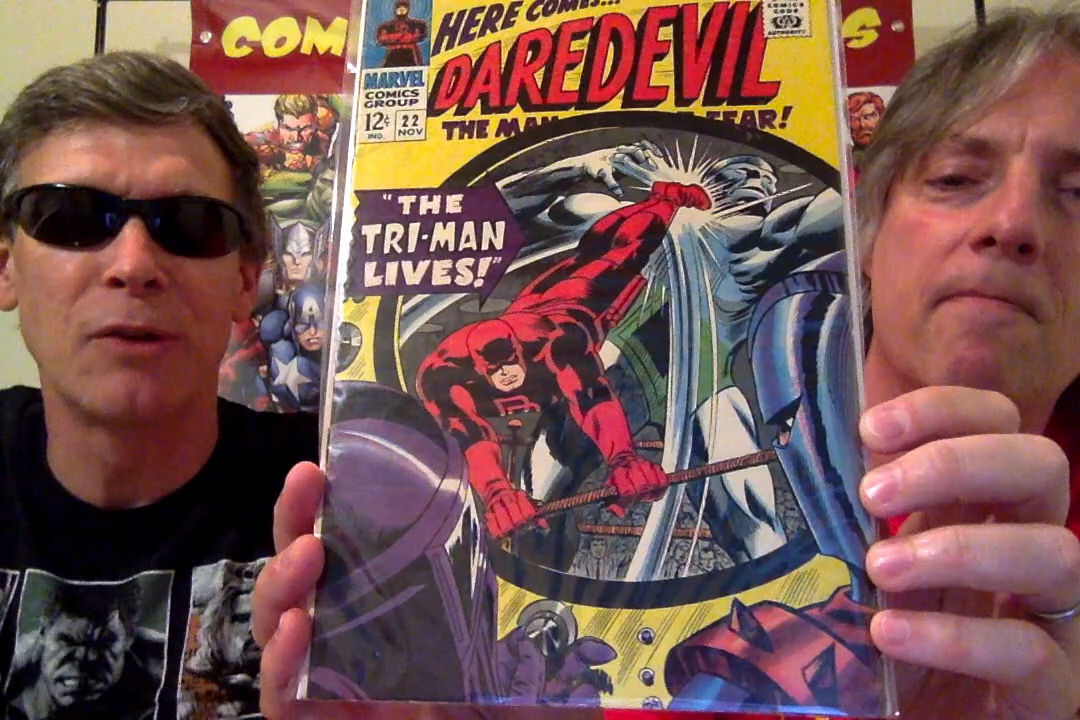 COM
S
HERE COMES...
DAREDEVIL
THE MAN FEAR!
MARVEL
COMICS
GROUP
12¢
IND.
22
NOV
COMICS
CODE
AUTHORITY
"THE
TRI-MAN
LIVES!"